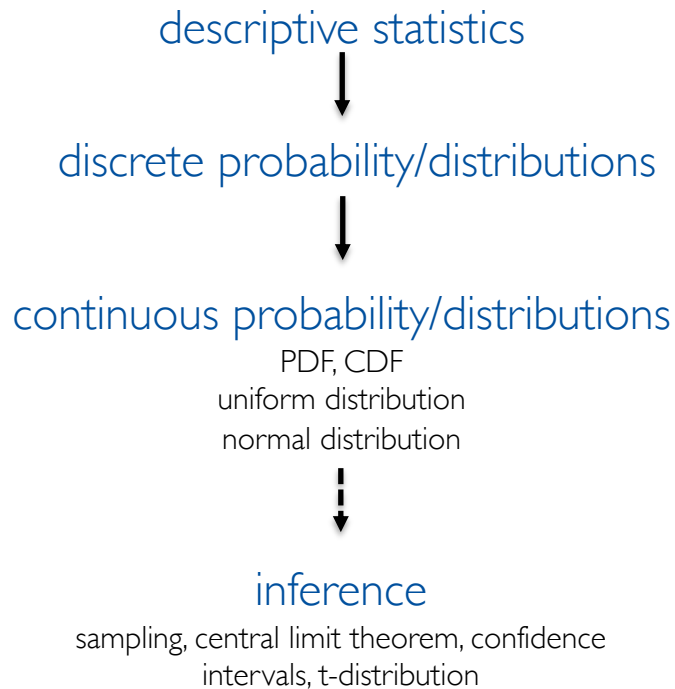 descriptive statistics
discrete probability/distributions
continuous probability/distributions
PDF, CDF
uniform distribution
normal distribution
inference
sampling, central limit theorem, confidence
intervals, t-distribution